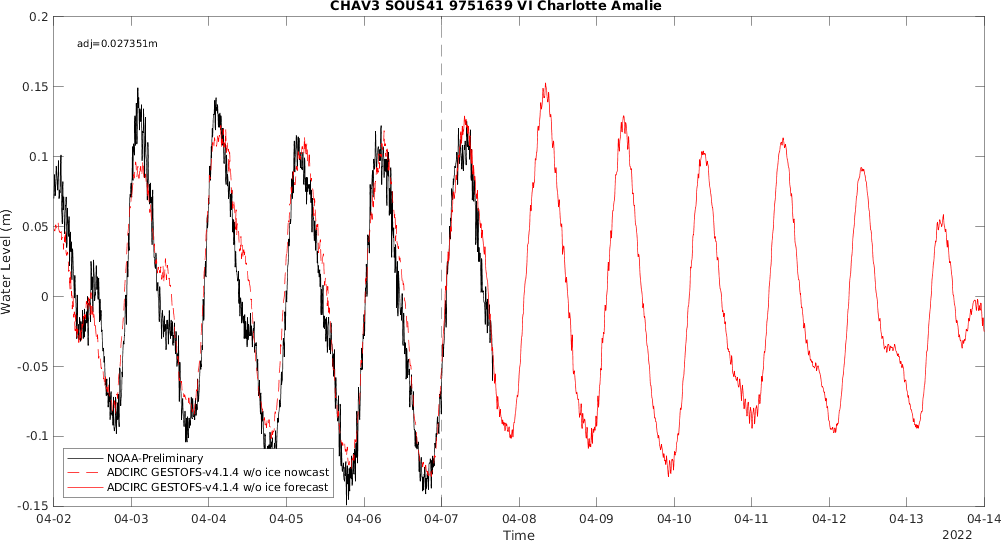 CHAV3 SOUS41 9751639 VI Charlotte Amalie
adj=0.027351m
0.2
0.15
0.1
0.05
0
-0.05
-0.1
-0.15
Water Level (m)
NOAA-Preliminary
ADCIRC GESTOFS-v4.1.4 w/o ice nowcast
ADCIRC GESTOFS-v4.1.4 w/o ice forecast
04-02 04-03 04-04 04-05 04-06 04-07 04-08 04-09 04-10 04-11 04-12 04-13 04-14
Time
2022